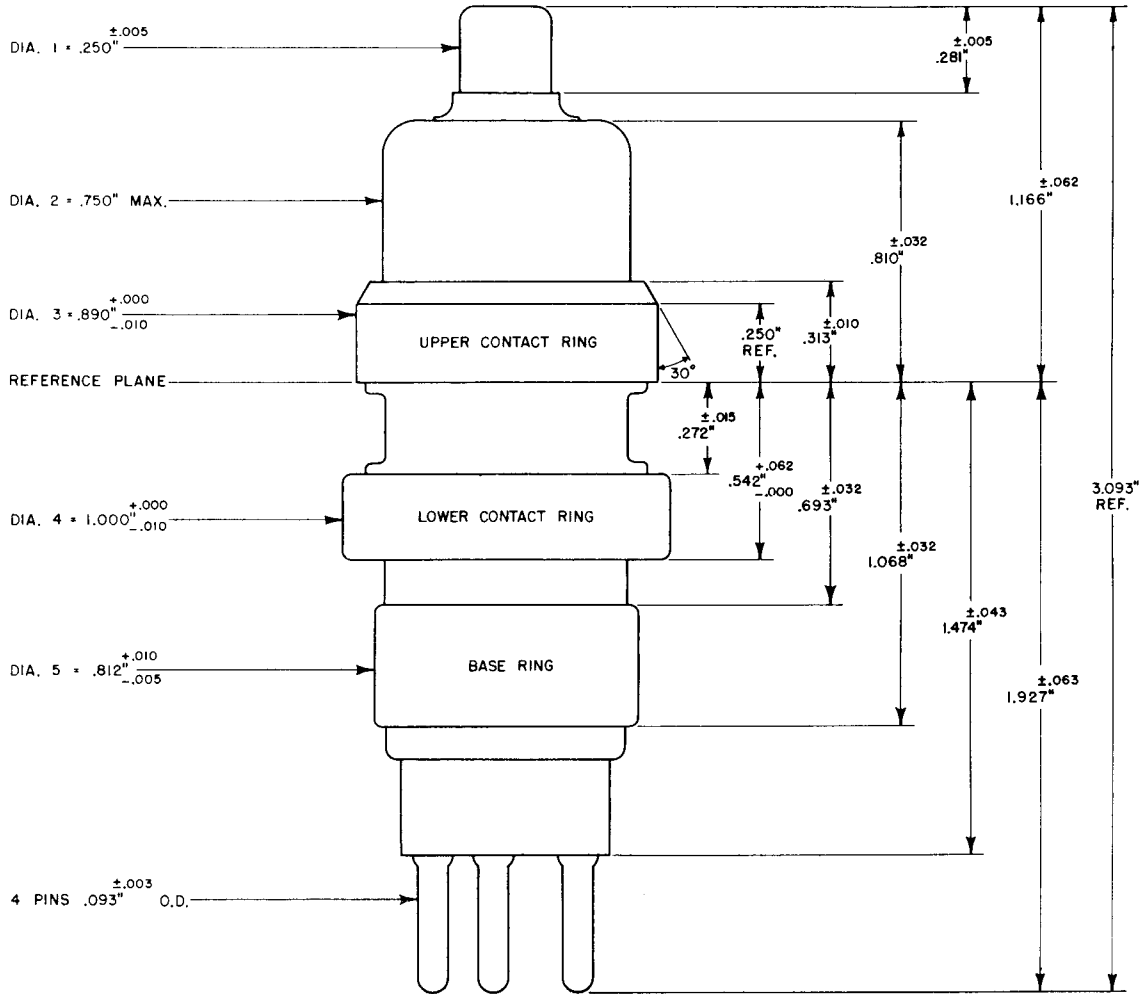 DIA. 1 = .250" ±.005
±.005
.281"
DIA. 2 = .750" MAX.
±.062
1.166"
±.032
.810"
DIA. 3 = .890" +.000 -.010
UPPER CONTACT RING
.250"
REF.
±.010
.313"
30°
REFERENCE PLANE
±.015
.272"
+.062
.542"
-.000
±.032
.693"
3.093"
REF.
DIA. 4 = 1.000" +.000 -.010
LOWER CONTACT RING
±.032
1.068"
±.043
1.474"
DIA. 5 = .812" +.010 -.005
BASE RING
±.063
1.927"
4 PINS .093" ±.003 O.D.